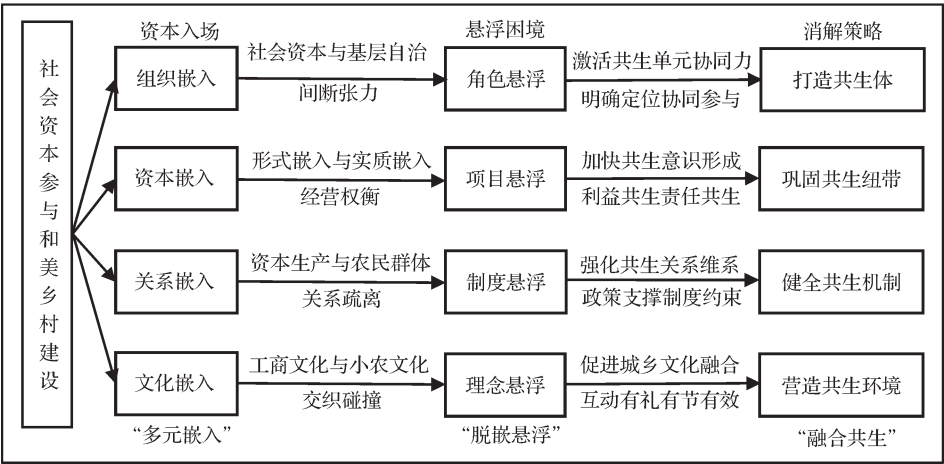 社会资本参与和美乡村建设
资本入场
悬浮困境
消解策略
组织嵌入
社会资本与基层自治
间断张力
角色悬浮
激活共生单元协同力
明确定位协同参与
打造共生体
资本嵌入
形式嵌入与实质嵌入
经营权衡
项目悬浮
加快共生意识形成
利益共生责任共生
巩固共生纽带
关系嵌入
资本生产与农民群体
关系疏离
制度悬浮
强化共生关系维系
政策支撑制度约束
健全共生机制
文化嵌入
工商文化与小农文化
交织碰撞
理念悬浮
促进城乡文化融合
互动有礼有节有效
营造共生环境
“多元嵌入”
“脱嵌悬浮”
“融合共生”